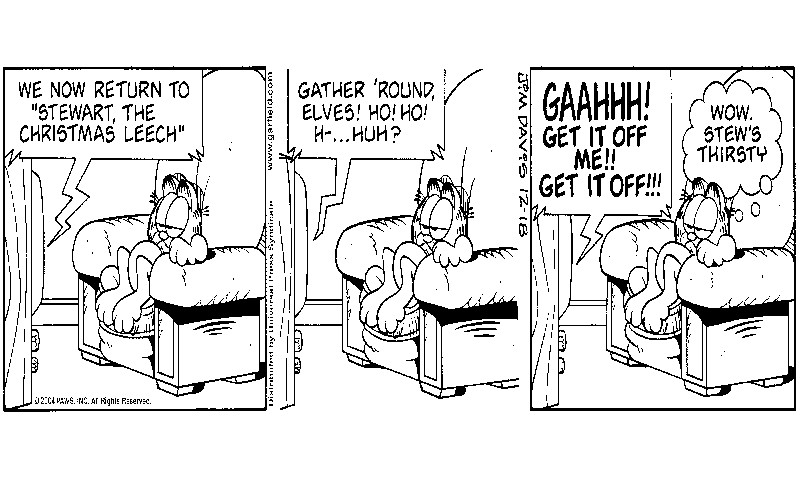 WE NOW RETURN TO
"STEWART, THE
CHRISTMAS LEECH"
© 2004 PAWS, INC. All Rights Reserved.
www.garfield.com
Distributed by Universal Press Syndicate
GATHER 'ROUND,
ELVES! HO! HO!
H-...HUH?
JIM DAVIS 12-18
GAAHHH!
GET IT OFF
ME!!
GET IT OFF!!!
WOW.
STEW'S
THIRSTY